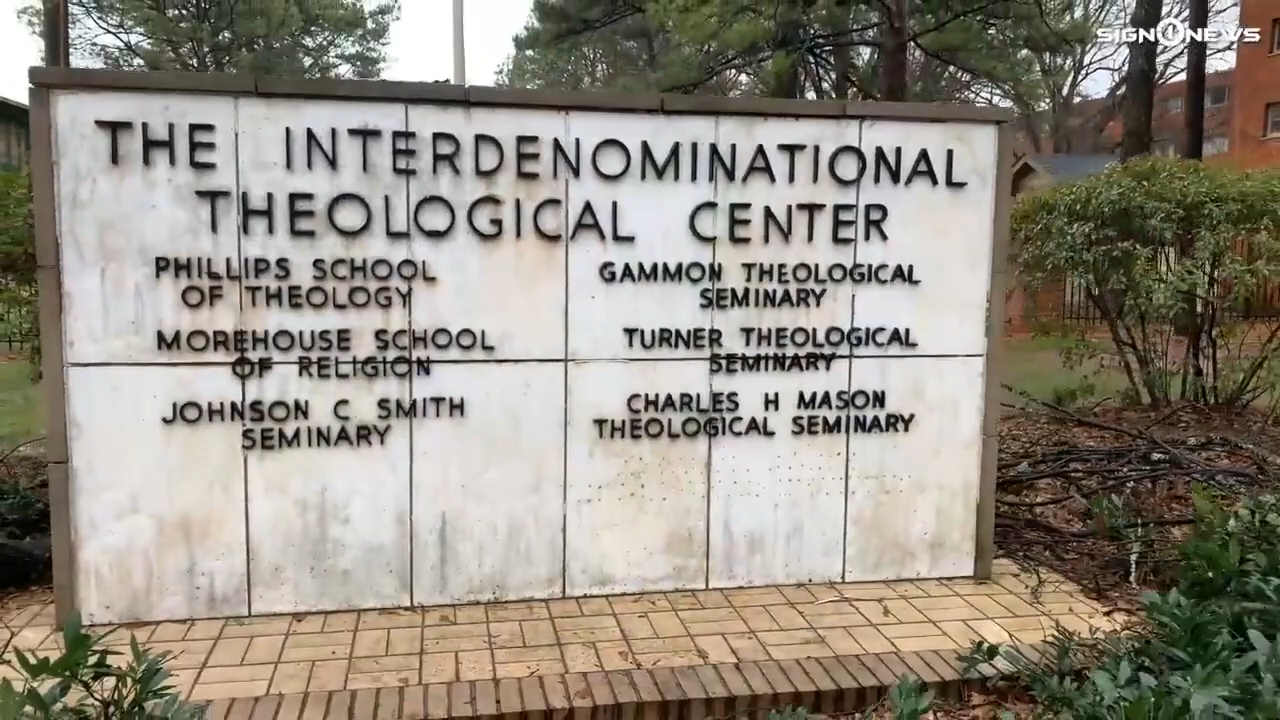 SIGN1NEWS
THE INTERDENOMINATIONAL
THEOLOGICAL CENTER
PHILLIPS SCHOOL
OF THEOLOGY
MOREHOUSE SCHOOL
OF RELIGION
JOHNSON C SMITH
SEMINARY
GAMMON THEOLOGICAL
SEMINARY
TURNER THEOLOGICAL
SEMINARY
CHARLES H MASON
THEOLOGICAL SEMINARY